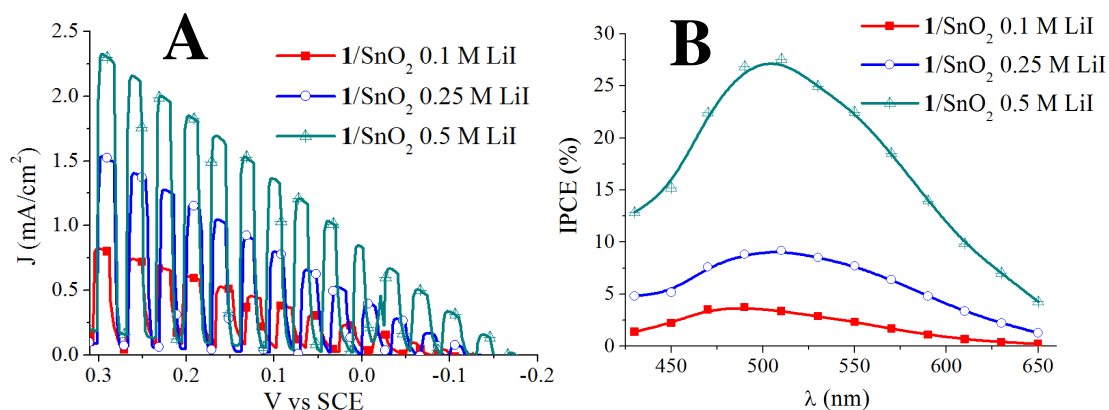 A
1/SnO₂ 0.1 M LiI
1/SnO₂ 0.25 M LiI
1/SnO₂ 0.5 M LiI
J (mA/cm²)
2.5
2.0
1.5
1.0
0.5
0.0
0.3 0.2 0.1 0.0 -0.1 -0.2
V vs SCE
B
1/SnO₂ 0.1 M LiI
1/SnO₂ 0.25 M LiI
1/SnO₂ 0.5 M LiI
IPCE (%)
30
25
20
15
10
5
0
450 500 550 600 650
λ (nm)